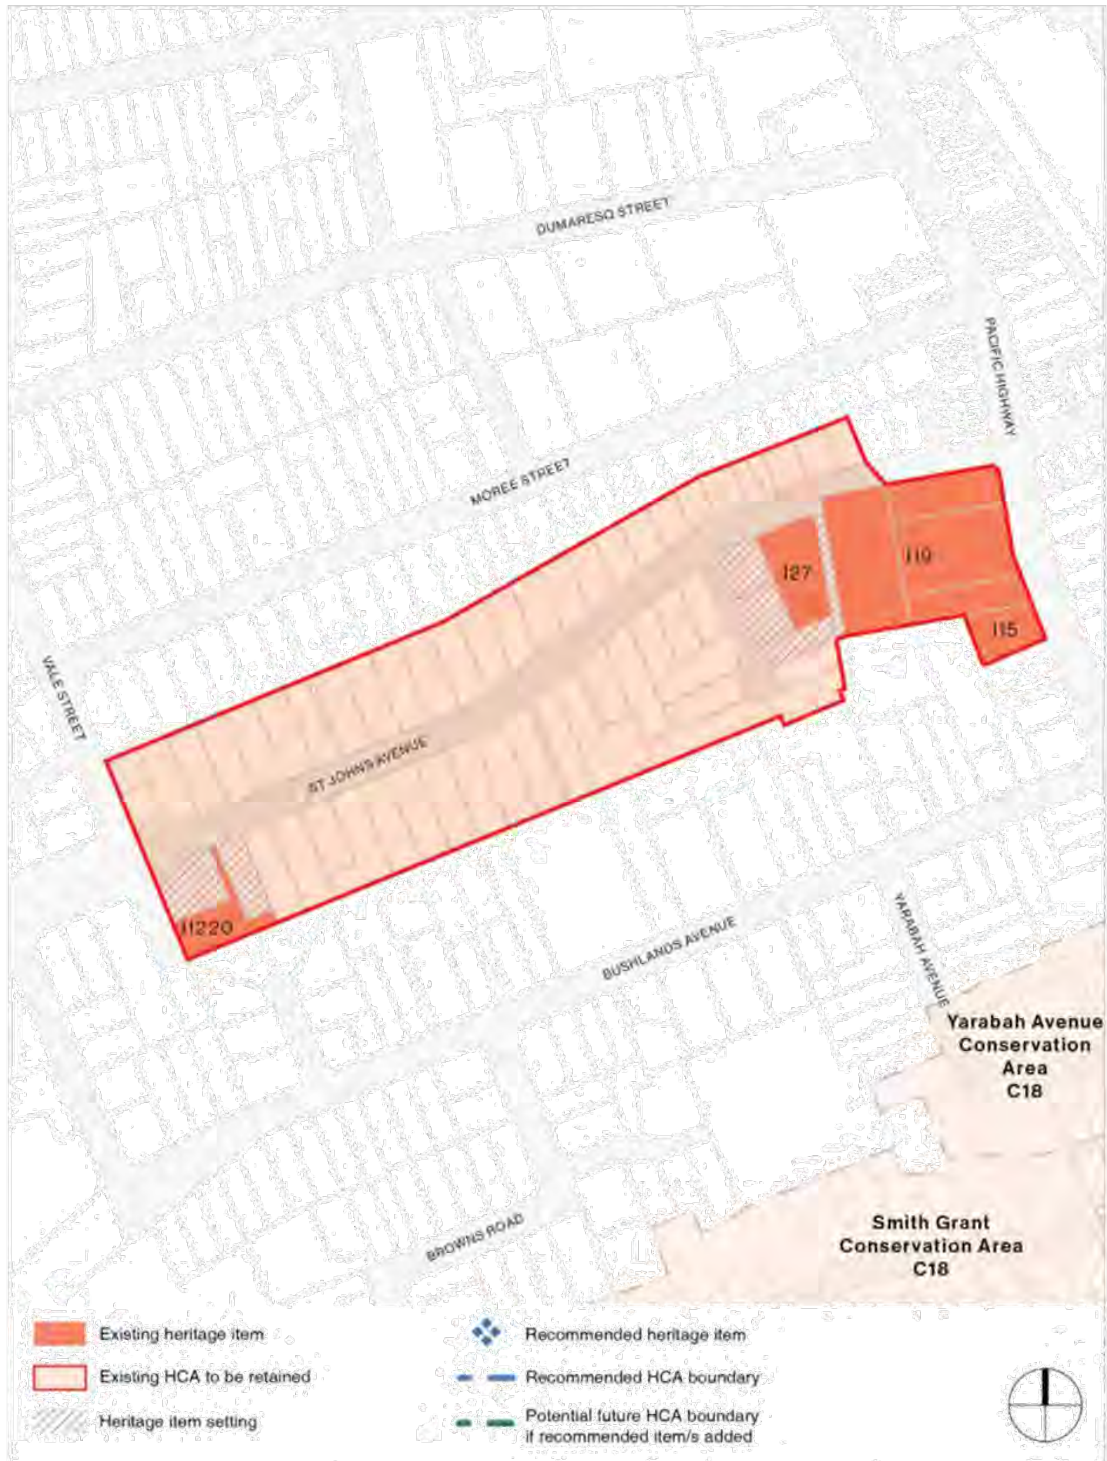 DUMARESQ STREET
PACIFIC HIGHWAY
MOREE STREET
I19
I27
I15
VALE STREET
ST JOHNS AVENUE
I1220
BUSHLANDS AVENUE
YARABAH AVENUE
Yarabah Avenue
Conservation
Area
C18
Smith Grant
Conservation Area
C18
BROWNS ROAD
Existing heritage item
Existing HCA to be retained
Heritage item setting
Recommended heritage item
Recommended HCA boundary
Potential future HCA boundary
if recommended item/s added